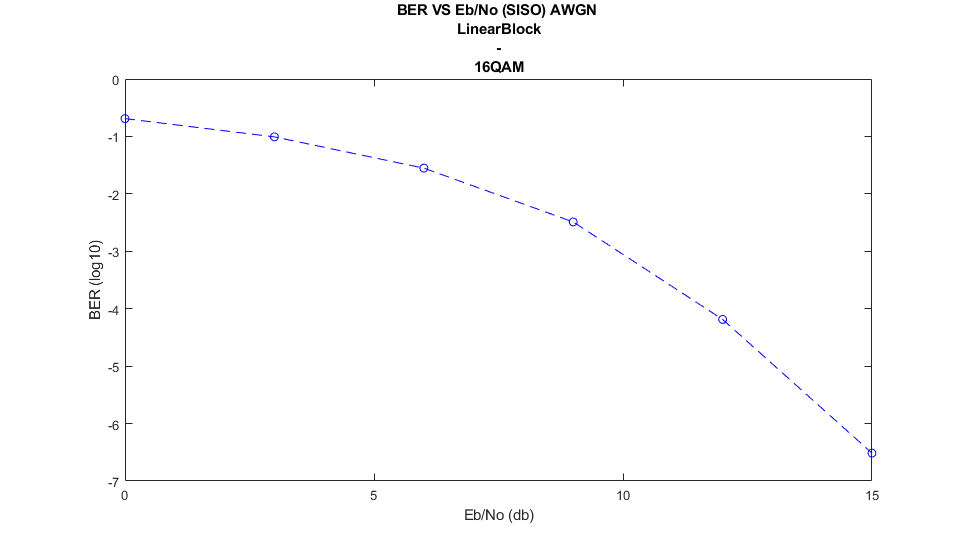 BER VS Eb/No (SISO) AWGN
LinearBlock
-
16QAM
0
-1
-2
-3
-4
-5
-6
-7
BER (log10)
0
5
10
15
Eb/No (db)